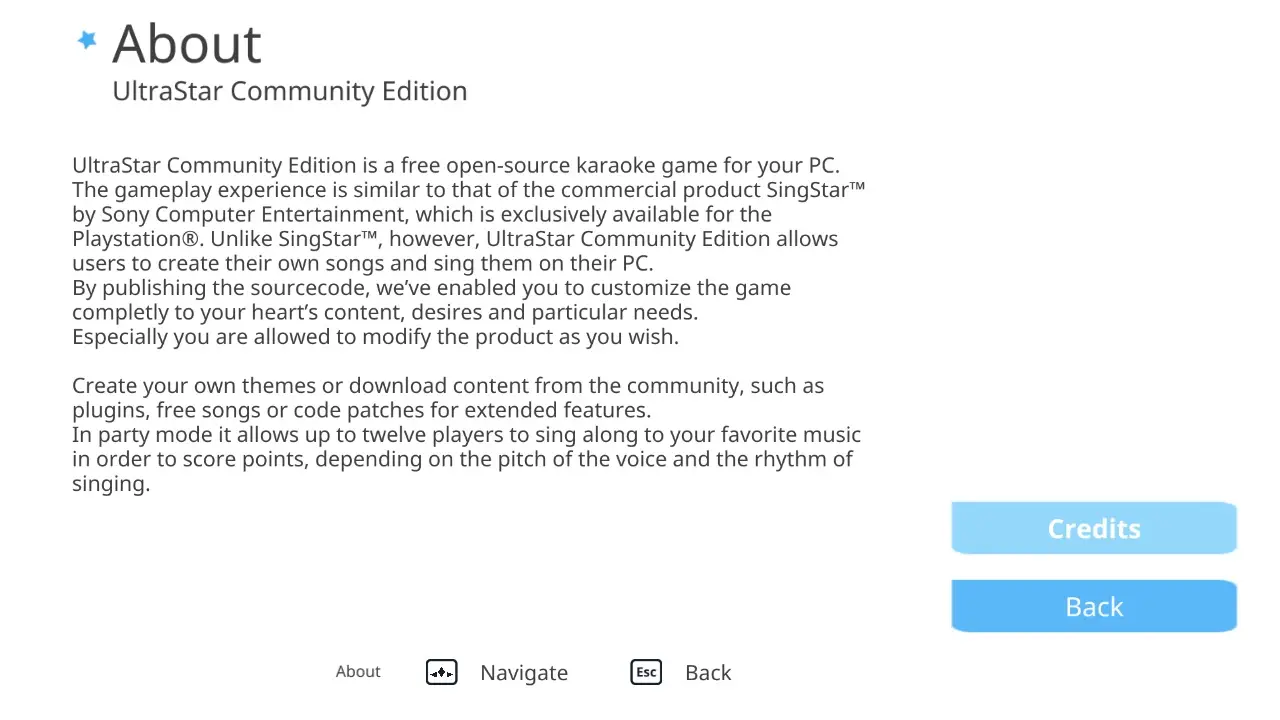 About
UltraStar Community Edition
UltraStar Community Edition is a free open-source karaoke game for your PC.
The gameplay experience is similar to that of the commercial product SingStar™
by Sony Computer Entertainment, which is exclusively available for the
Playstation®. Unlike SingStar™, however, UltraStar Community Edition allows
users to create their own songs and sing them on their PC.
By publishing the sourcecode, we’ve enabled you to customize the game
completly to your heart’s content, desires and particular needs.
Especially you are allowed to modify the product as you wish.
Create your own themes or download content from the community, such as
plugins, free songs or code patches for extended features.
In party mode it allows up to twelve players to sing along to your favorite music
in order to score points, depending on the pitch of the voice and the rhythm of
singing.
Credits
Back
About Navigate Esc Back